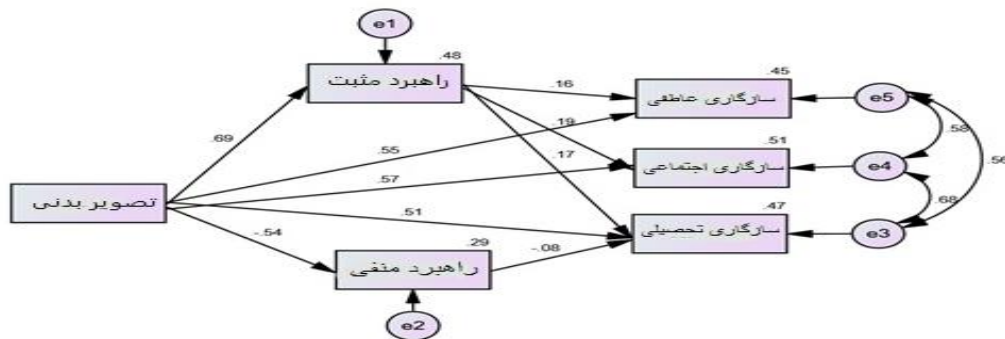 e1
.48
راهبرد مثبت
.45
.16
سازگاری عاطفی
e5
.58
.69
.19
.55
.51
.17
سازگاری اجتماعی
e4
.56
.57
تصویر بدنی
.47
.68
.51
سازگاری تحصیلی
e3
-.54
.29
-.08
راهبرد منفی
e2